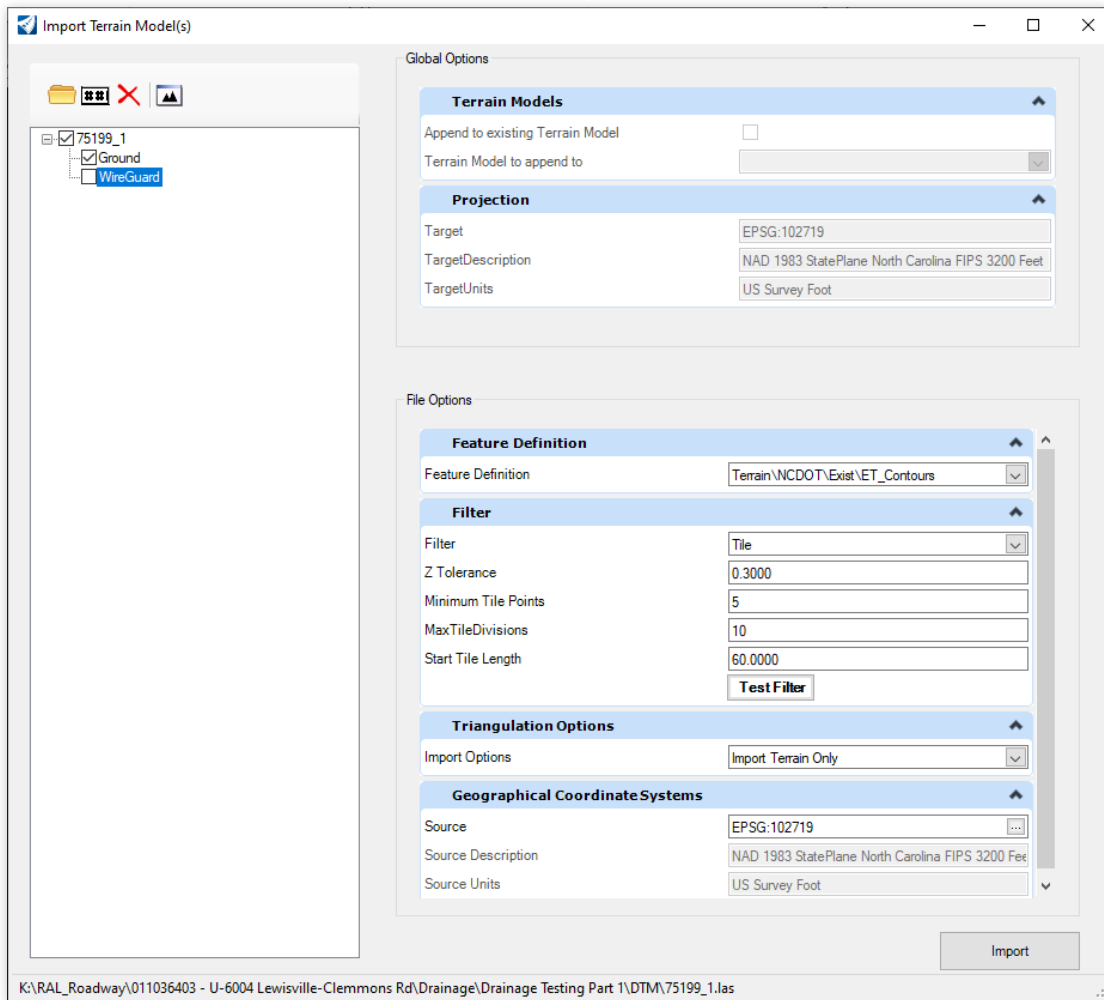 Import Terrain Model(s)
##
75199_1
Ground
WireGuard
Global Options
Terrain Models
Append to existing Terrain Model
Terrain Model to append to
Projection
Target EPSG:102719
TargetDescription NAD 1983 StatePlane North Carolina FIPS 3200 Feet
TargetUnits US Survey Foot
File Options
Feature Definition
Feature Definition Terrain\NCDOT\Exist\ET_Contours
Filter
Filter Tile
Z Tolerance 0.3000
Minimum Tile Points 5
MaxTileDivisions 10
Start Tile Length 60.0000
Test Filter
Triangulation Options
Import Options Import Terrain Only
Geographical Coordinate Systems
Source EPSG:102719 ...
Source Description NAD 1983 StatePlane North Carolina FIPS 3200 Fee
Source Units US Survey Foot
Import
K:\RAL_Roadway\011036403 - U-6004 Lewisville-Clemmons Rd\Drainage\Drainage Testing Part 1\DTM\75199_1.las